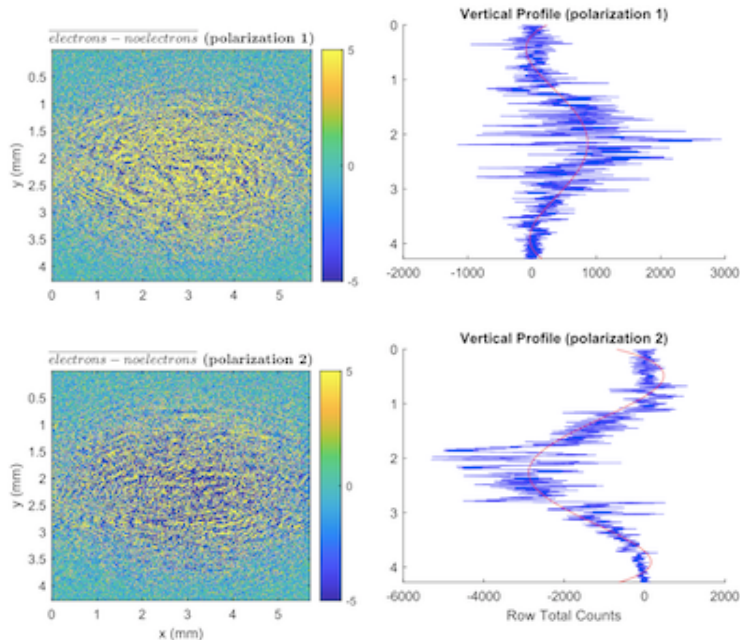 electrons − noelectrons (polarization 1)
5
0
-5
0.5
1
1.5
2
2.5
3
3.5
4
y (mm)
0 1 2 3 4 5
Vertical Profile (polarization 1)
0
1
2
3
4
-2000 -1000 0 1000 2000 3000
electrons − noelectrons (polarization 2)
5
0
-5
0.5
1
1.5
2
2.5
3
3.5
4
y (mm)
0 1 2 3 4 5
x (mm)
Vertical Profile (polarization 2)
0
1
2
3
4
-6000 -4000 -2000 0 2000
Row Total Counts